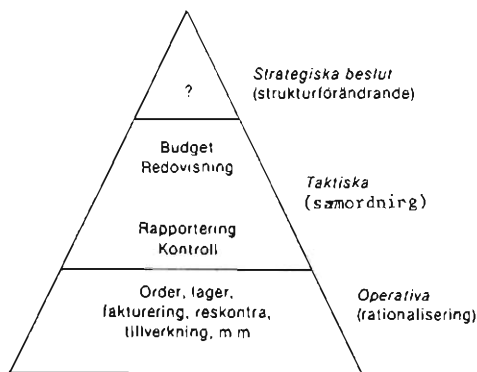 ?
Strategiska beslut
(strukturförändrande)
Budget
Redovisning
Taktiska
(samordning)
Rapportering
Kontroll
Order, lager,
fakturering, reskontra,
tillverkning, m m
Operativa
(rationalisering)